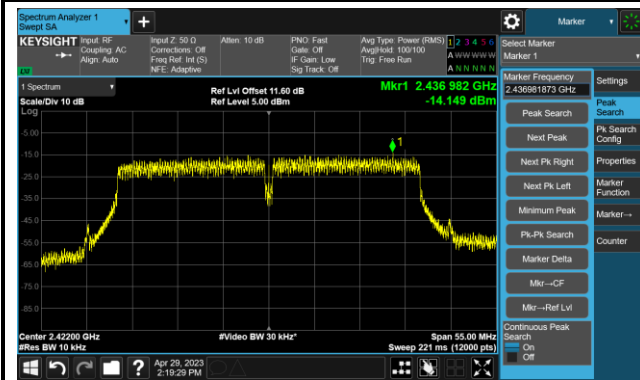 Spectrum Analyzer 1
Swept SA
+
Marker
KEYSIGHT
Input: RF
Coupling: AC
Align: Auto
Input Z: 50 Ω
Corrections: Off
Freq Ref: Int (S)
NFE: Adaptive
Atten: 10 dB
PNO: Fast
Gate: Off
IF Gain: Low
Sig Track: Off
Avg Type: Power (RMS)
Avg|Hold: 100/100
Trig: Free Run
1 2 3 4 5 6
A W W W W W
A N N N N N
LXI
Select Marker
Marker 1
1 Spectrum
Scale/Div 10 dB
Log
Ref Lvl Offset 11.60 dB
Ref Level 5.00 dBm
Mkr1 2.436 982 GHz
-14.149 dBm
1
-5.00
-15.0
-25.0
-35.0
-45.0
-55.0
-65.0
-75.0
-85.0
Center 2.42200 GHz
#Res BW 10 kHz
#Video BW 30 kHz*
Span 55.00 MHz
Sweep 221 ms (12000 pts)
Marker Frequency
2.436981873 GHz
Peak Search
Next Peak
Next Pk Right
Next Pk Left
Minimum Peak
Pk-Pk Search
Marker Delta
Mkr→CF
Mkr→Ref Lvl
Continuous Peak
Search
On
Off
Settings
Peak
Search
Pk Search
Config
Properties
Marker
Function
Marker→
Counter
?
Apr 29, 2023
2:19:29 PM